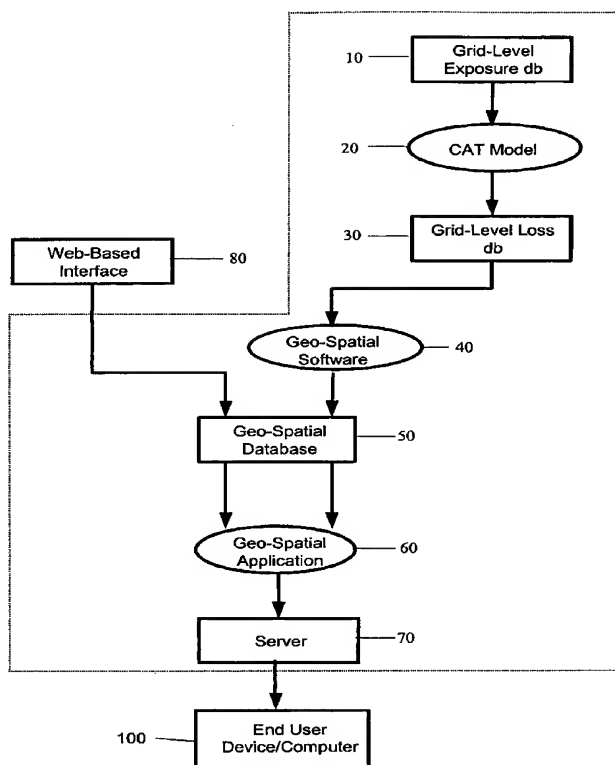 10
Grid-Level
Exposure db
20
CAT Model
30
Grid-Level Loss
db
Web-Based
Interface
80
Geo-Spatial
Software
40
Geo-Spatial
Database
50
Geo-Spatial
Application
60
Server
70
100
End User
Device/Computer